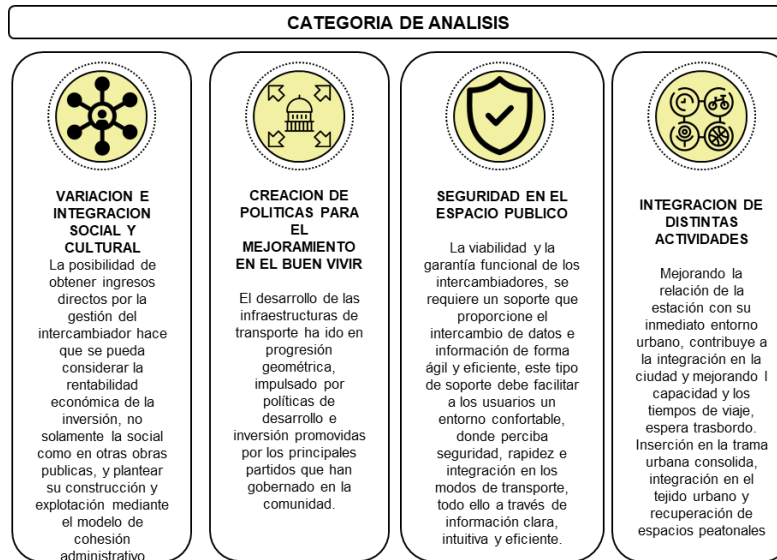 CATEGORIA DE ANALISIS
VARIACION E
INTEGRACION
SOCIAL Y
CULTURAL
La posibilidad de
obtener ingresos
directos por la
gestión del
intercambiador hace
que se pueda
considerar la
rentabilidad
económica de la
inversión, no
solamente la social
como en otras obras
publicas, y plantear
su construcción y
explotación mediante
el modelo de
cohesión
administrativo
CREACION DE
POLITICAS PARA
EL
MEJORAMIENTO
EN EL BUEN VIVIR
El desarrollo de las
infraestructuras de
transporte ha ido en
progresión
geométrica,
impulsado por
políticas de
desarrollo e
inversión promovidas
por los principales
partidos que han
gobernado en la
comunidad.
SEGURIDAD EN EL
ESPACIO PUBLICO
La viabilidad y la
garantía funcional de los
intercambiadores, se
requiere un soporte que
proporcione el
intercambio de datos e
información de forma
ágil y eficiente, este tipo
de soporte debe facilitar
a los usuarios un
entorno confortable,
donde perciba
seguridad, rapidez e
integración en los
modos de transporte,
todo ello a través de
información clara,
intuitiva y eficiente.
INTEGRACION DE
DISTINTAS
ACTIVIDADES
Mejorando la
relación de la
estación con su
inmediato entorno
urbano, contribuye a
la integración en la
ciudad y mejorando l
capacidad y los
tiempos de viaje,
espera trasbordo.
Inserción en la trama
urbana consolida,
integración en el
tejido urbano y
recuperación de
espacios peatonales